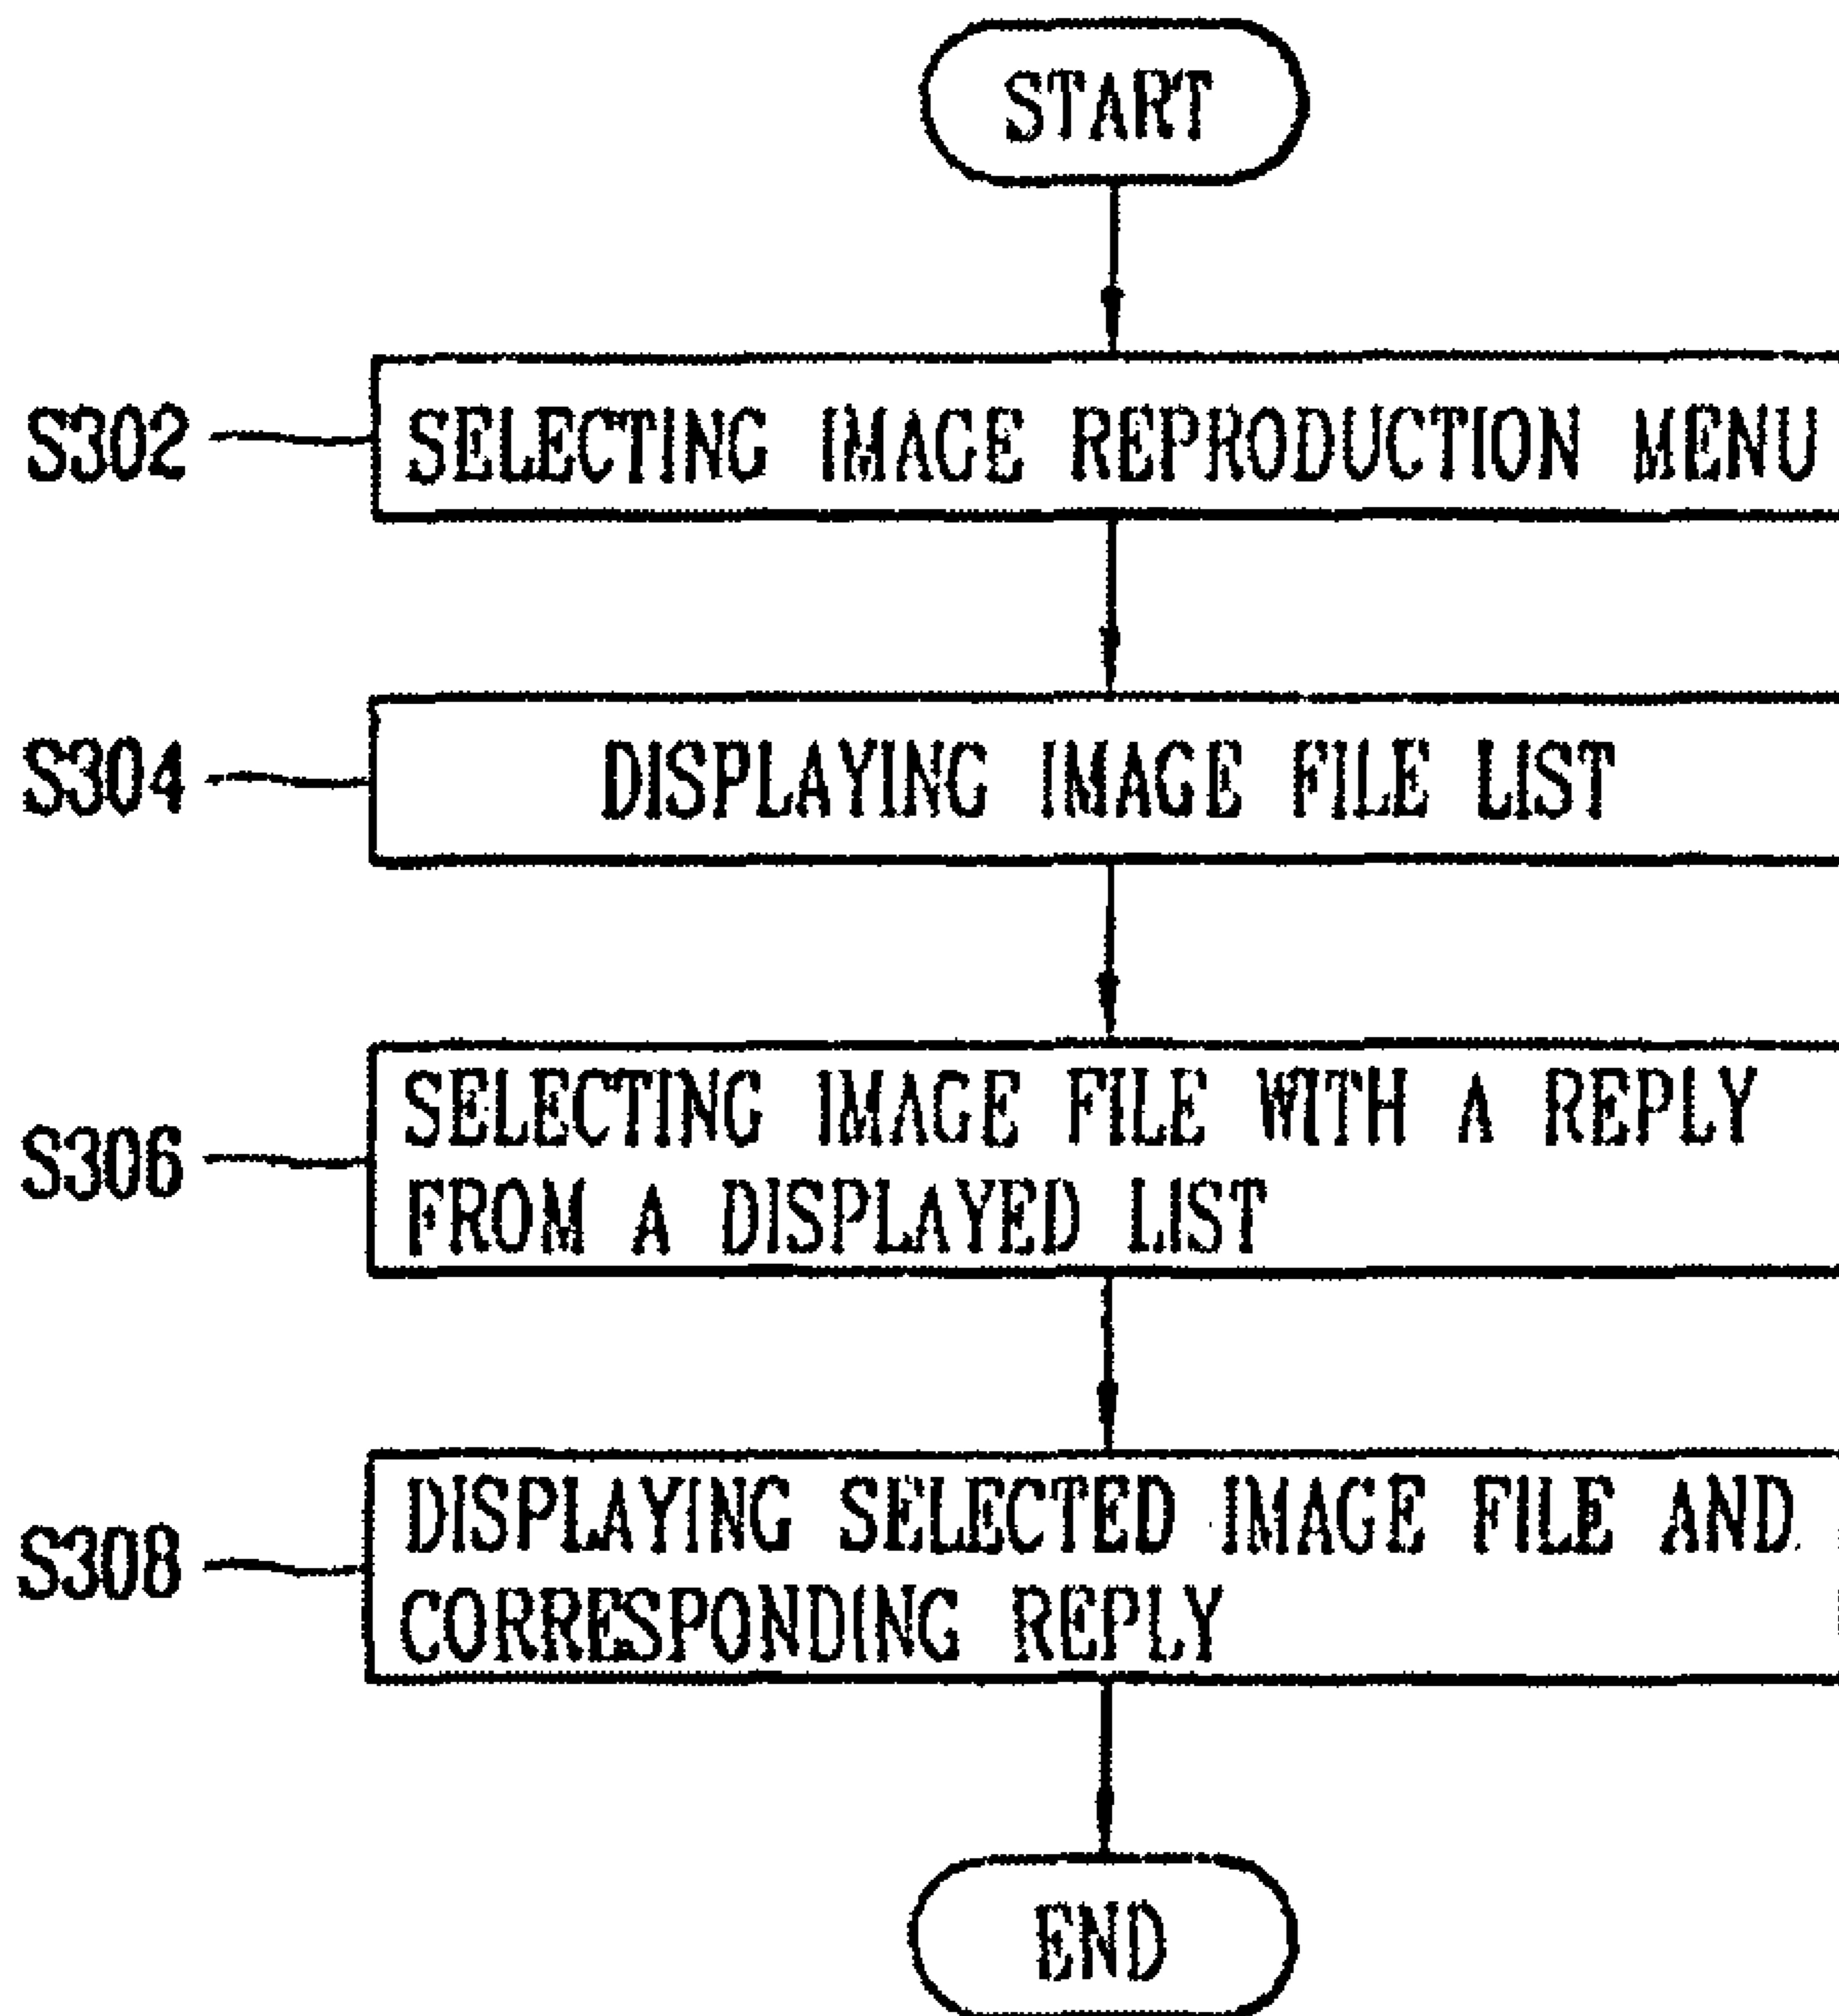 START
S302
SELECTING IMAGE REPRODUCTION MENU
S304
DISPLAYING IMAGE FILE LIST
S306
SELECTING IMAGE FILE WITH A REPLY
FROM A DISPLAYED LIST
S308
DISPLAYING SELECTED IMAGE FILE AND
CORRESPONDING REPLY
END